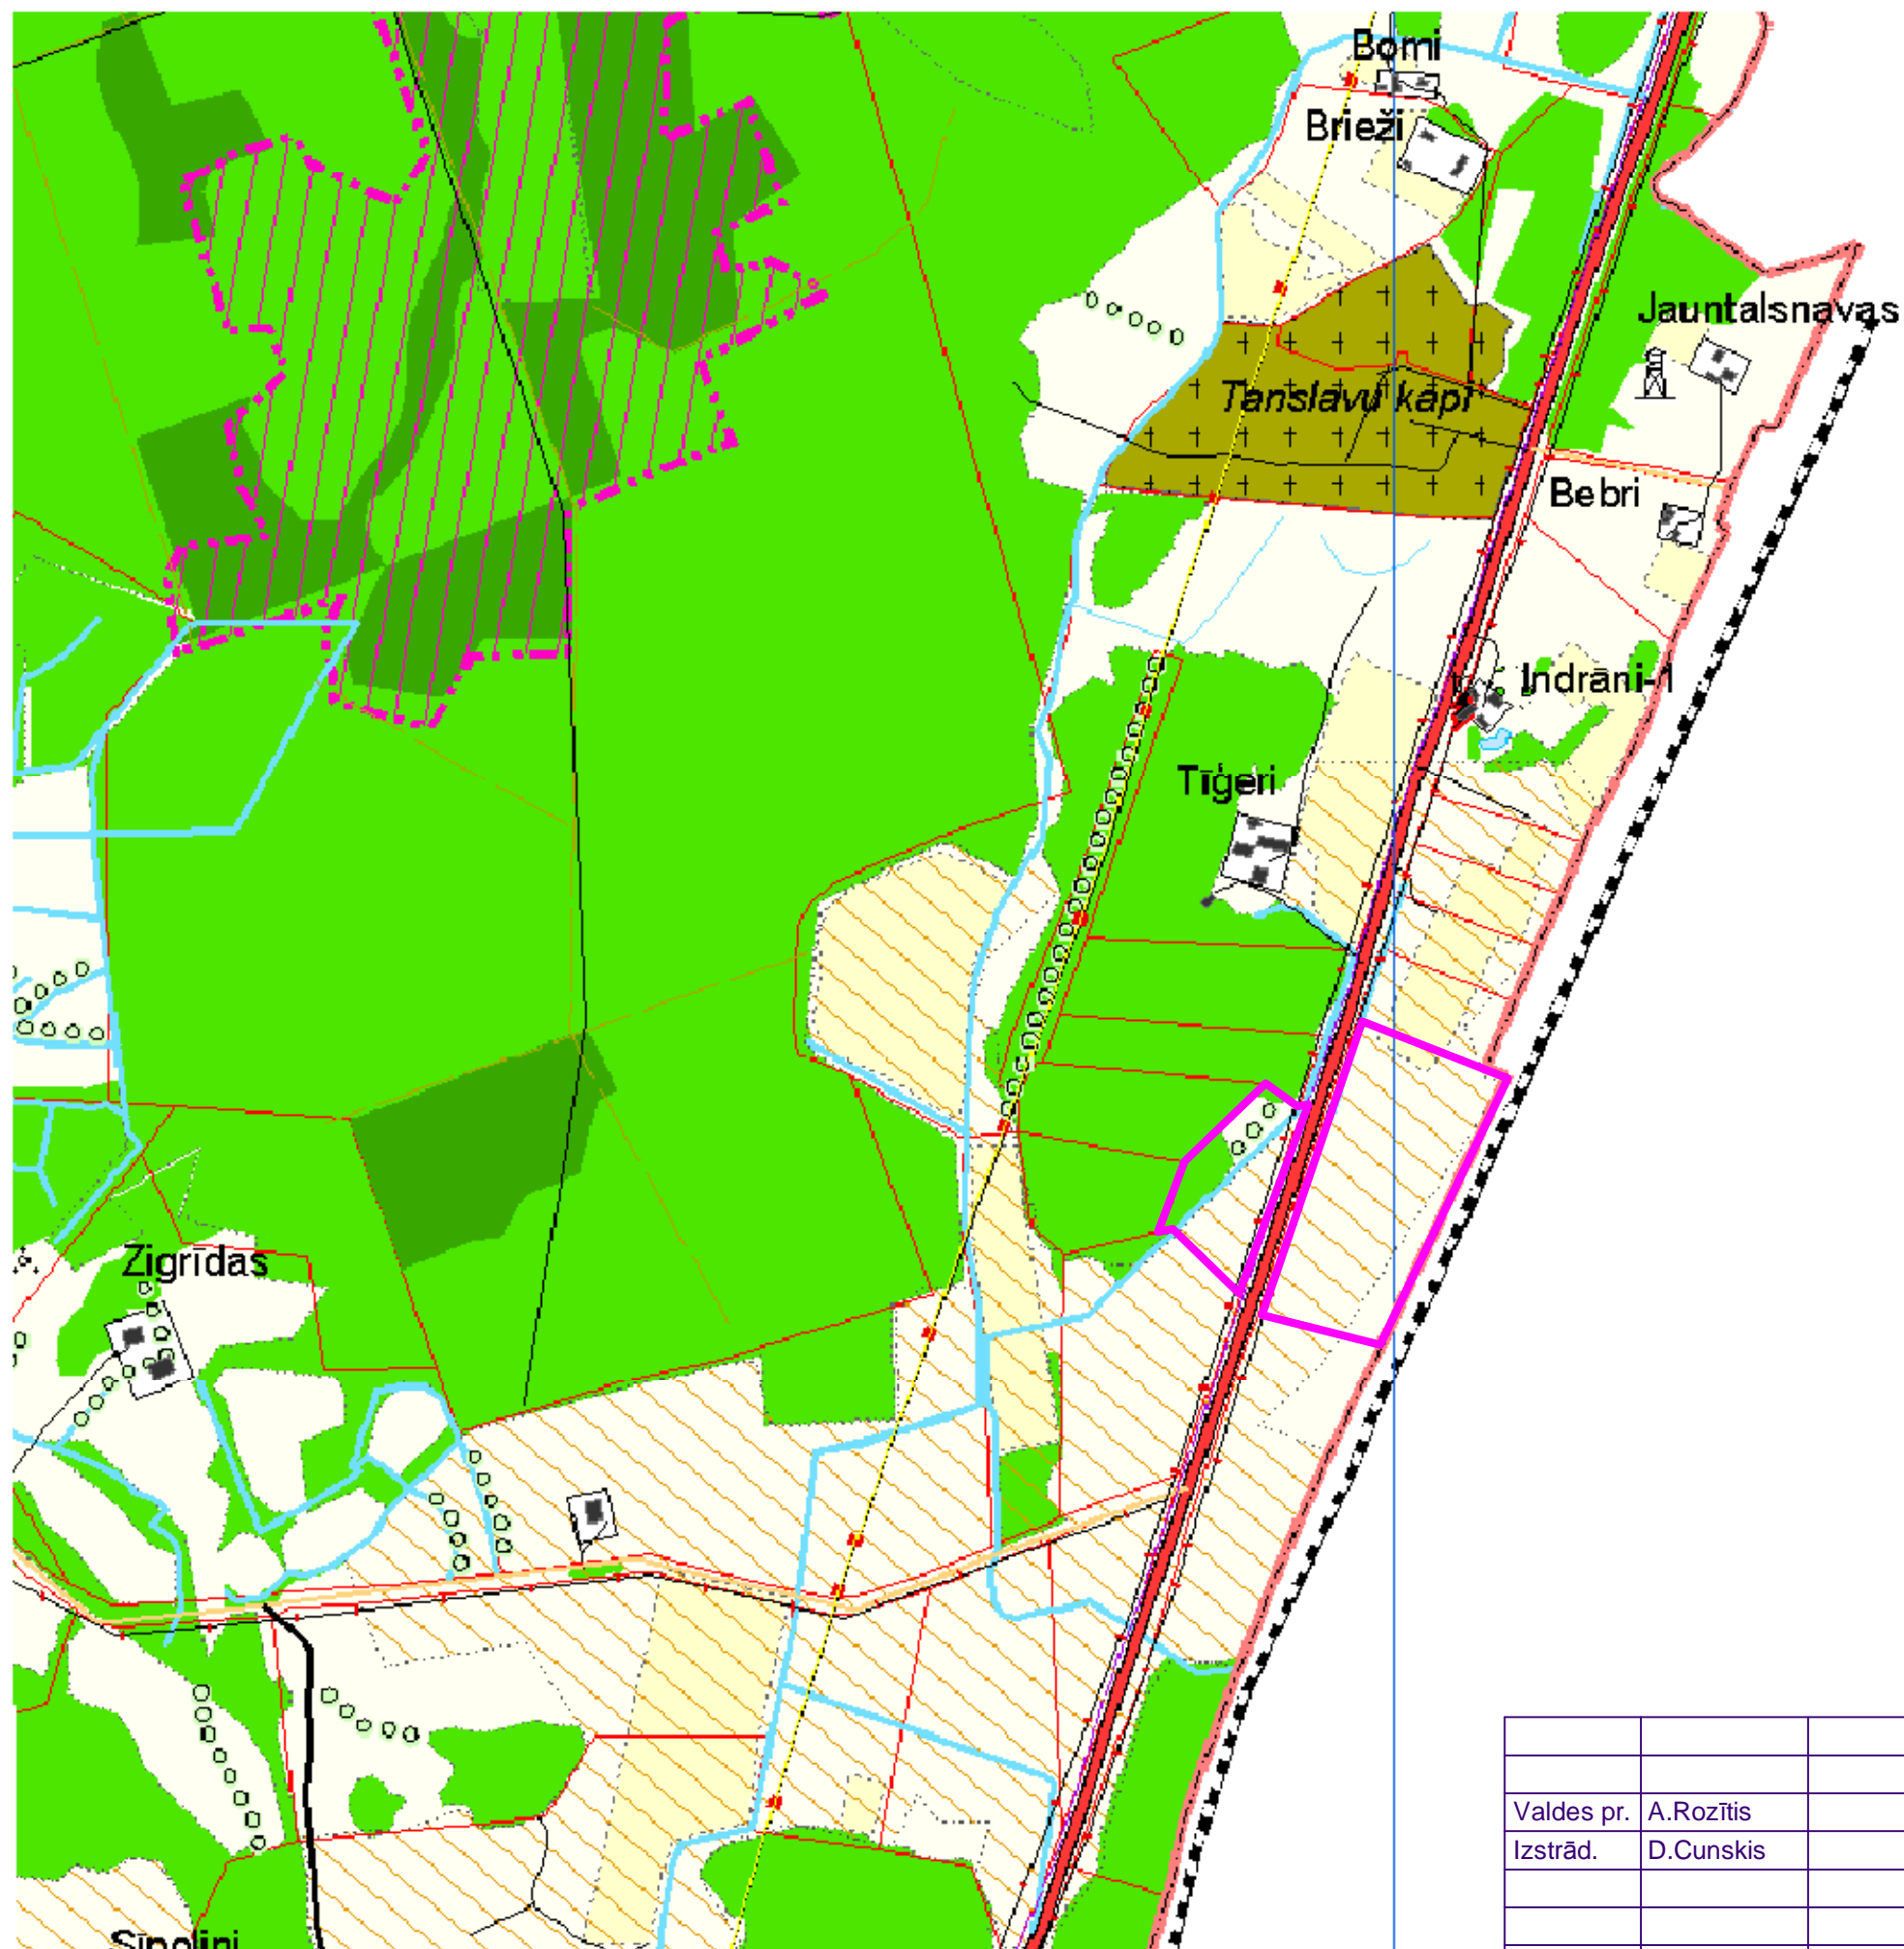 Bomi
Brieži
Jauntalsnavas
Tanslavu kapi
Bebri
Indrāni-1
Tīģeri
Zigrīdas
Valdes pr. A.Rozītis
Izstrād. D.Cunskis